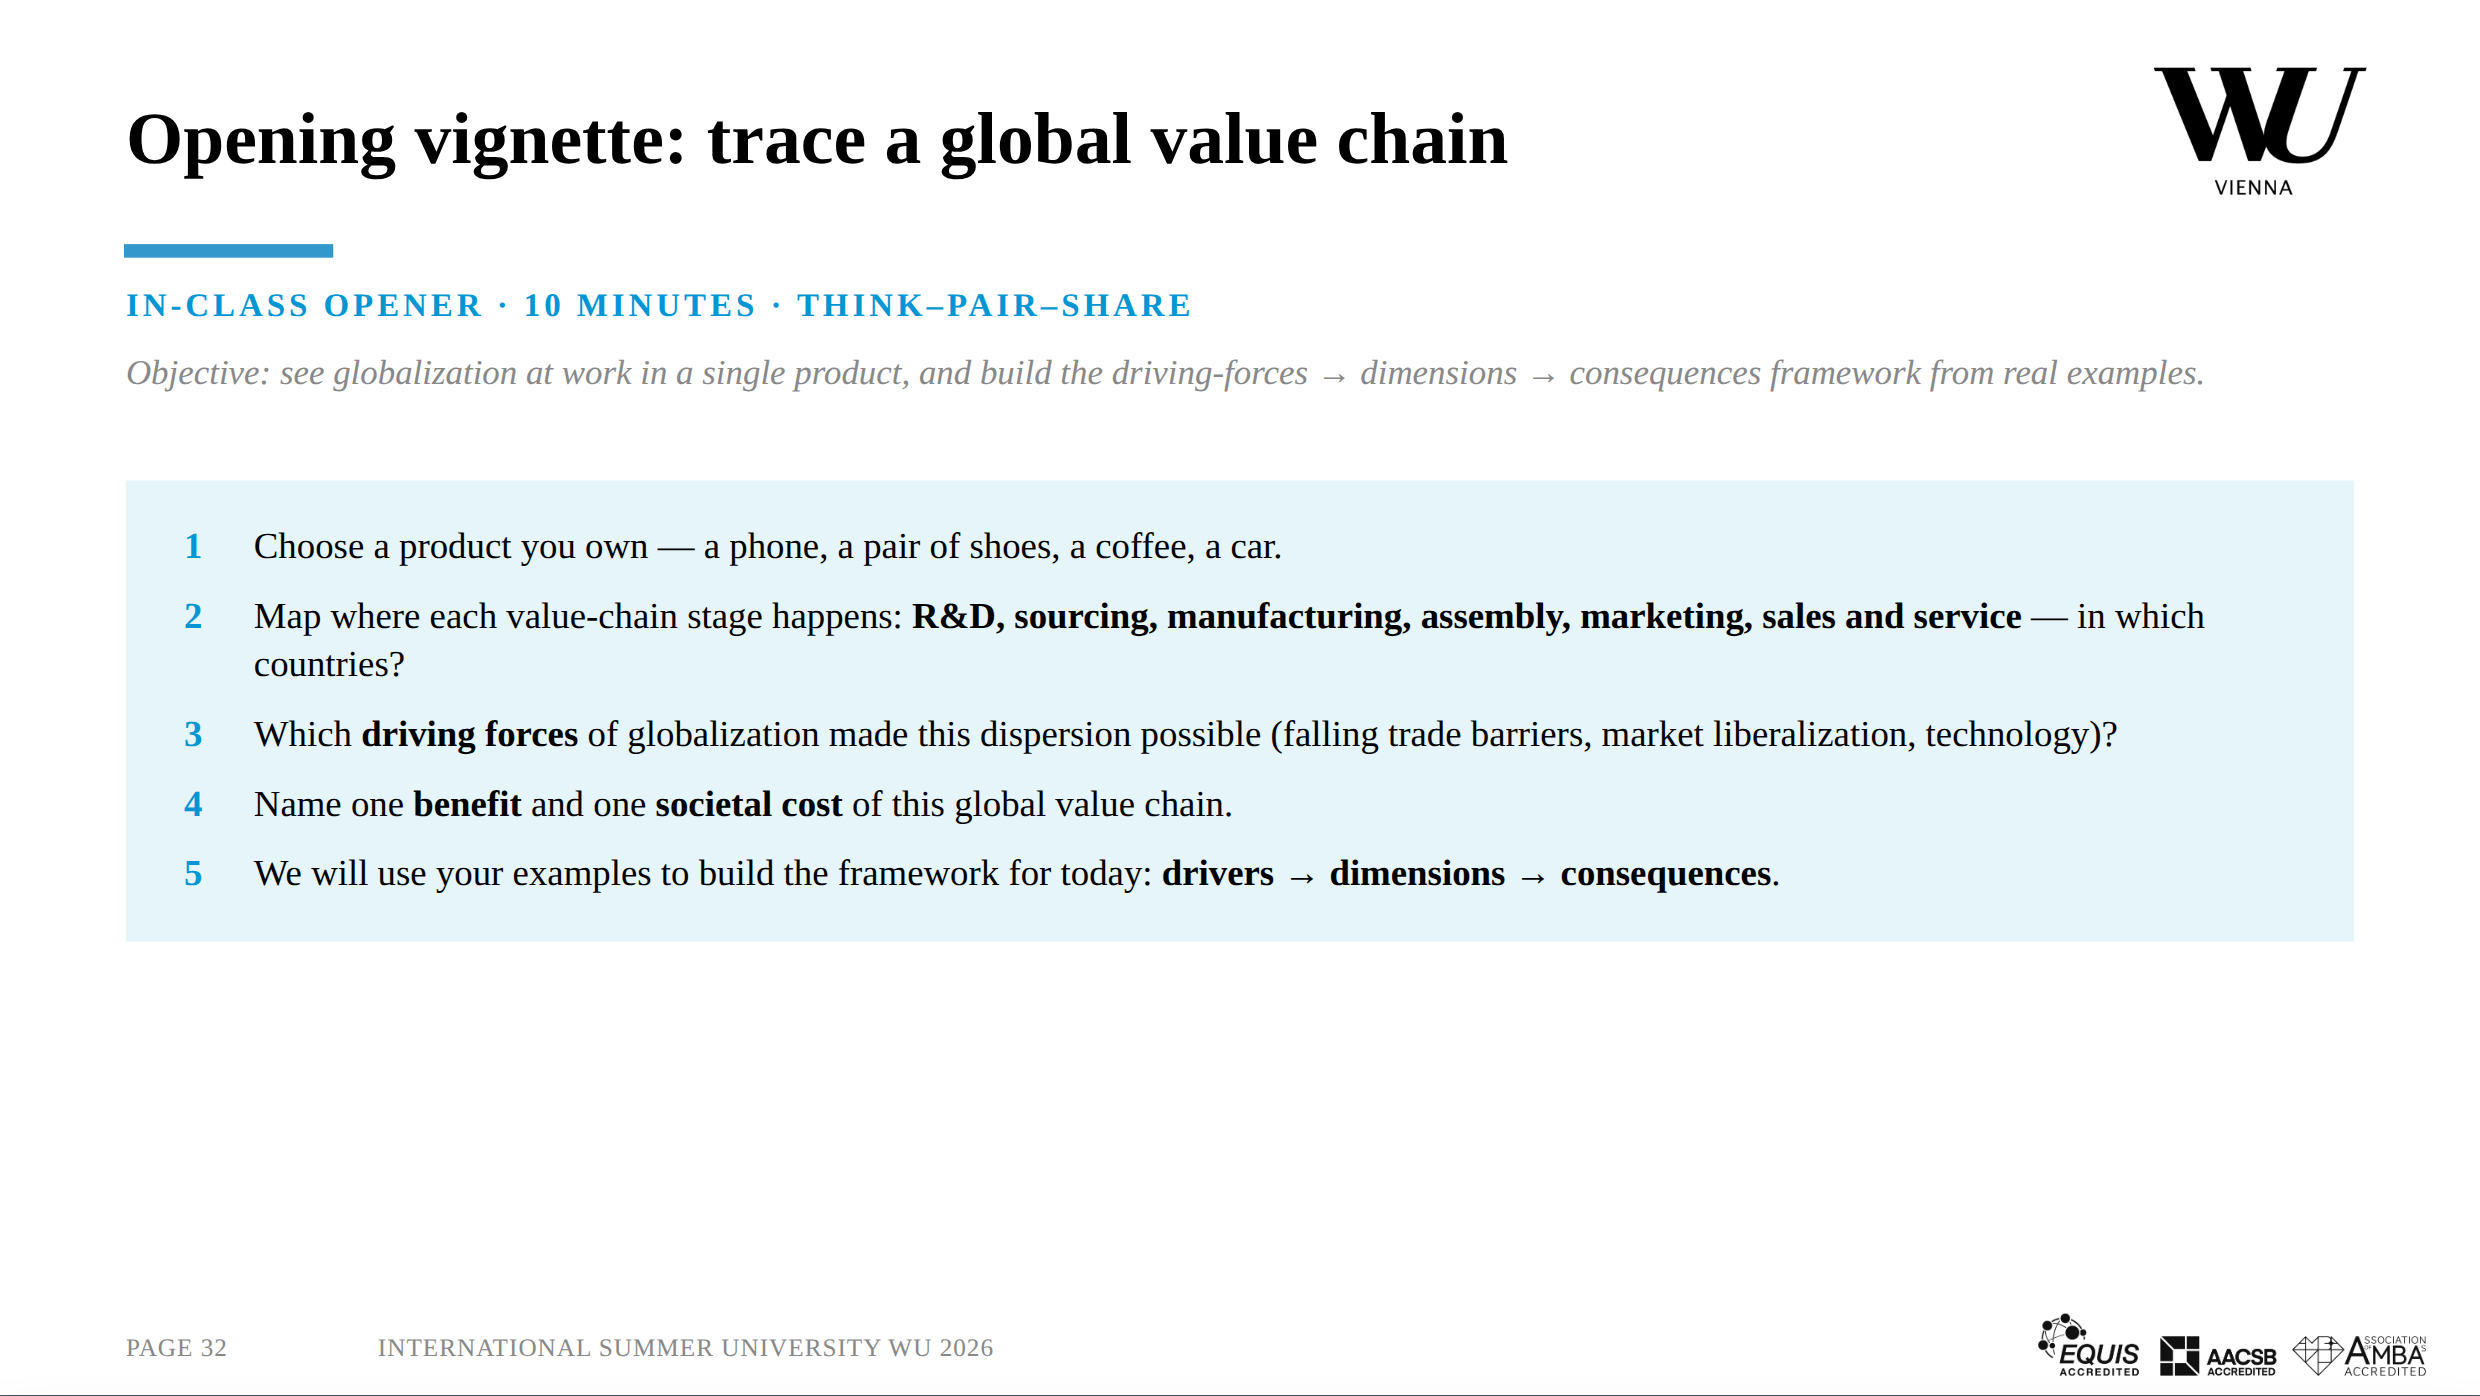 Opening vignette: trace a global value chain
WU
VIENNA
IN-CLASS OPENER · 10 MINUTES · THINK–PAIR–SHARE
Objective: see globalization at work in a single product, and build the driving-forces → dimensions → consequences framework from real examples.
1 Choose a product you own — a phone, a pair of shoes, a coffee, a car.
2 Map where each value-chain stage happens: R&D, sourcing, manufacturing, assembly, marketing, sales and service — in which
countries?
3 Which driving forces of globalization made this dispersion possible (falling trade barriers, market liberalization, technology)?
4 Name one benefit and one societal cost of this global value chain.
5 We will use your examples to build the framework for today: drivers → dimensions → consequences.
PAGE 32 INTERNATIONAL SUMMER UNIVERSITY WU 2026
EQUIS
ACCREDITED
AACSB
ACCREDITED
ASSOCIATION
OF
AMBAS
ACCREDITED